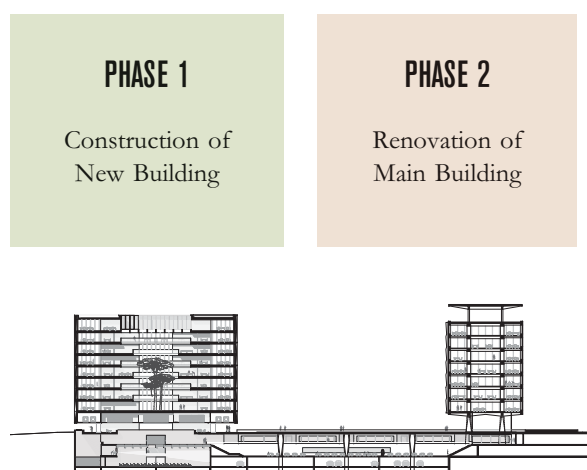 PHASE 1
Construction of
New Building
PHASE 2
Renovation of
Main Building